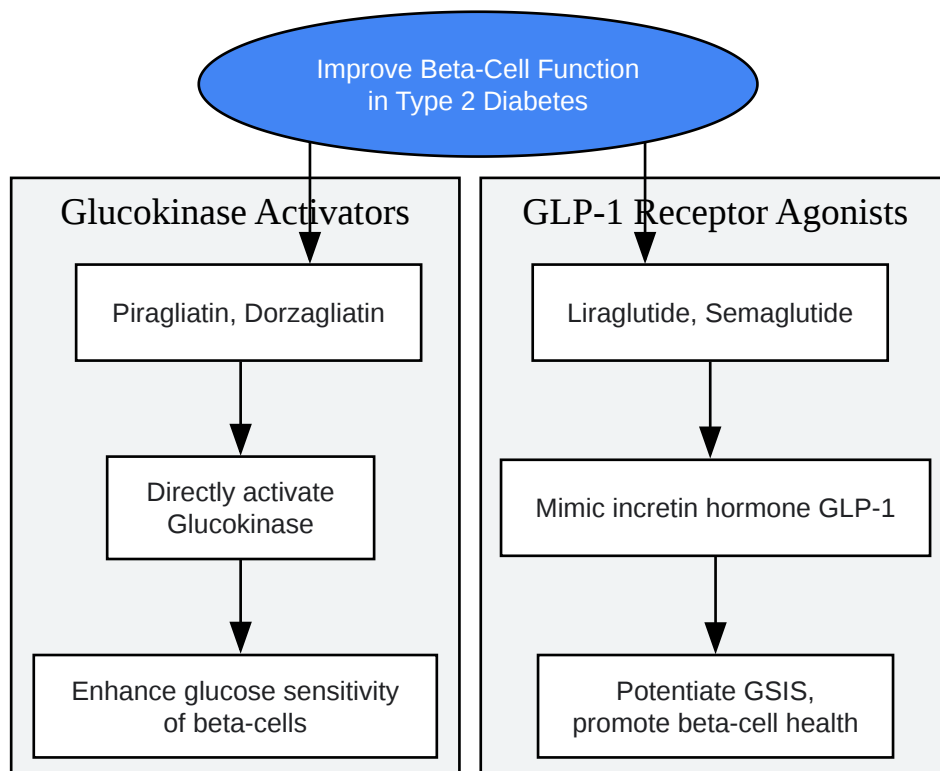 Improve Beta-Cell Function
in Type 2 Diabetes
Glucokinase Activators
Piragliatin, Dorzagliatin
Directly activate
Glucokinase
Enhance glucose sensitivity
of beta-cells
GLP-1 Receptor Agonists
Liraglutide, Semaglutide
Mimic incretin hormone GLP-1
Potentiate GSIS,
promote beta-cell health